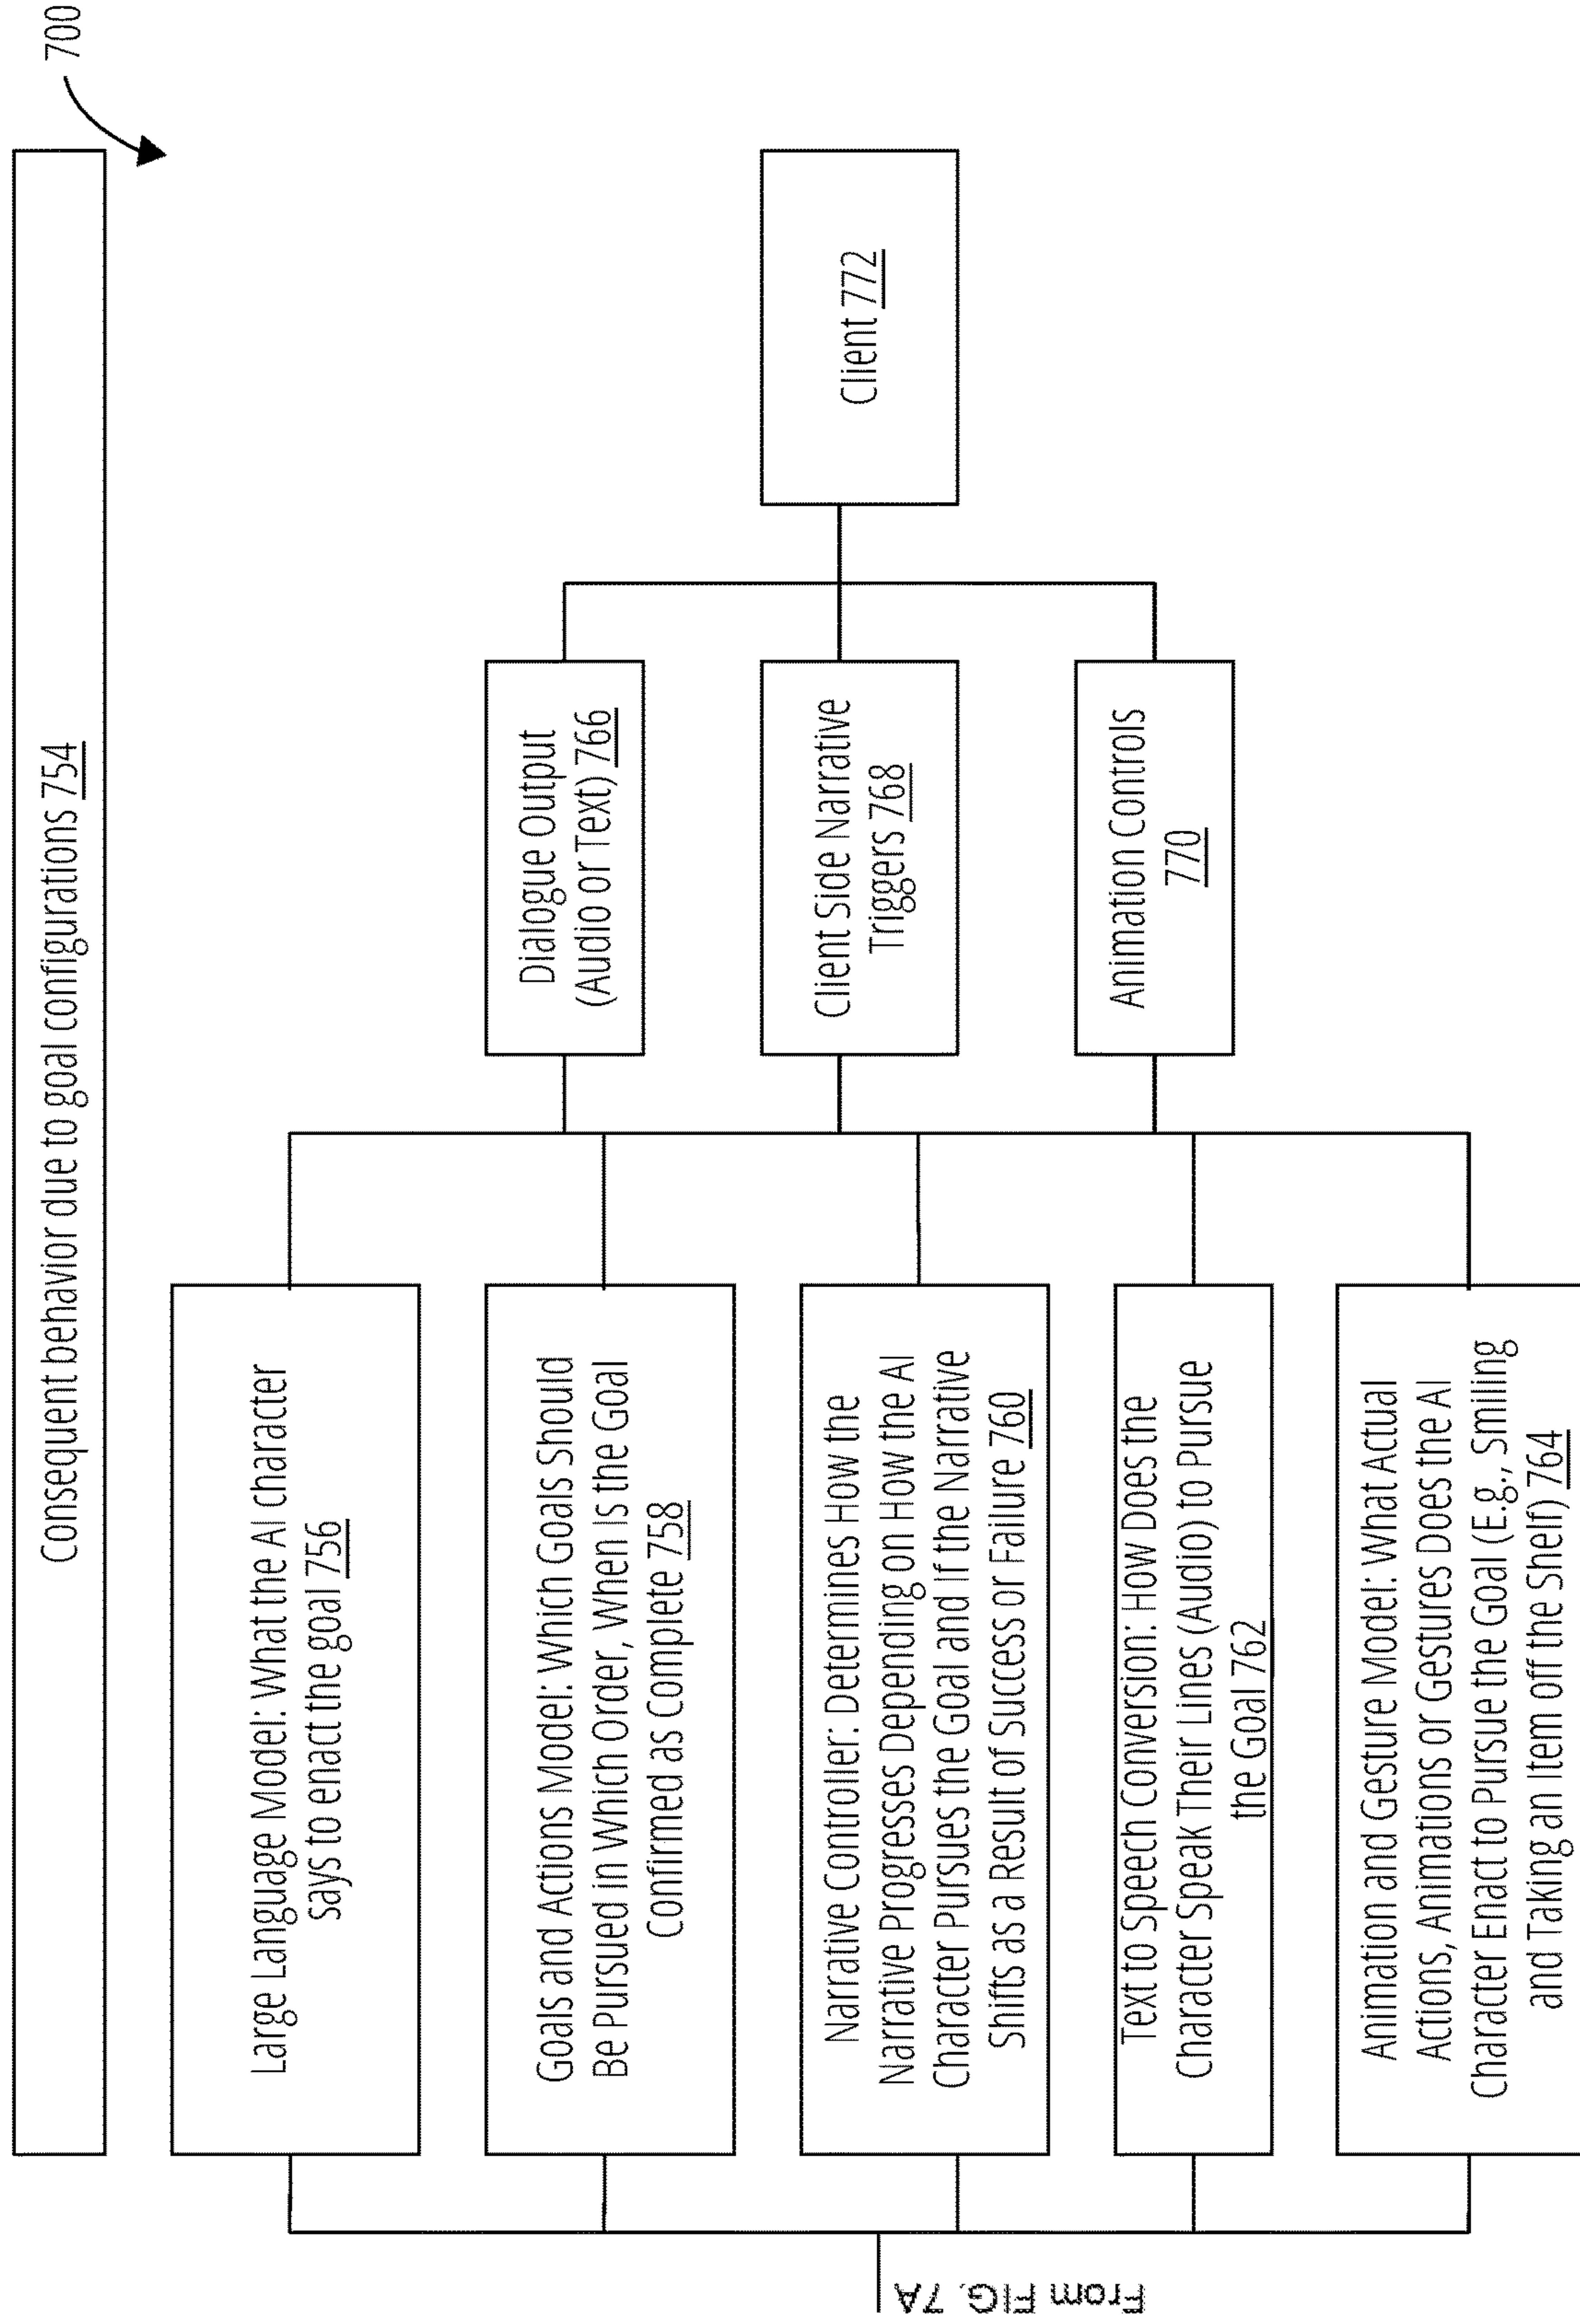 700
Consequent behavior due to goal configurations 754
From FIG. 7A
Large Language Model: What the AI character
Says to enact the goal 756
Goals and Actions Model: Which Goals Should
Be Pursued in Which Order, When Is the Goal
Confirmed as Complete 758
Narrative Controller: Determines How the
Narrative Progresses Depending on How the AI
Character Pursues the Goal and if the Narrative
Shifts as a Result of Success or Failure 760
Text to Speech Conversion: How Does the
Character Speak Their Lines (Audio) to Pursue
the Goal 762
Animation and Gesture Model: What Actual
Actions, Animations or Gestures Does the AI
Character Enact to Pursue the Goal (E.g., Smiling
and Taking an Item off the Shelf) 764
Dialogue Output
(Audio or Text) 766
Client Side Narrative
Triggers 768
Animation Controls
770
Client 772